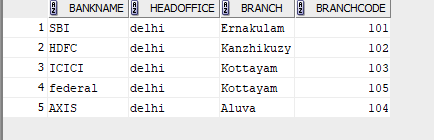 BANKNAME HEADOFFICE BRANCH BRANCHCODE
1 SBI delhi Ernakulam 101
2 HDFC delhi Kanzhikuzy 102
3 ICICI delhi Kottayam 103
4 federal delhi Kottayam 105
5 AXIS delhi Aluva 104